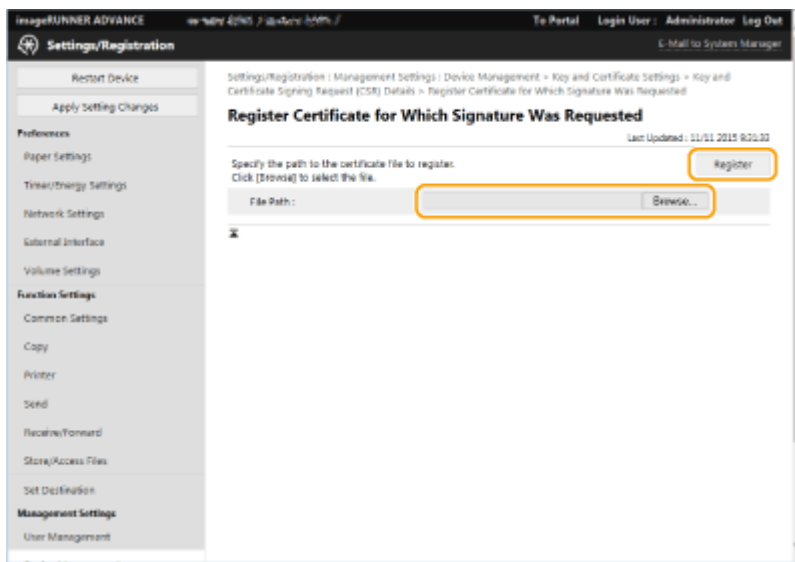 imageRUNNER ADVANCE To Portal Login User : Administrator Log Out
Settings/Registration E-Mail to System Manager
Restart Device
Apply Setting Changes
Preferences
Paper Settings
Timer/Energy Settings
Network Settings
External Interface
Volume Settings
Function Settings
Common Settings
Copy
Printer
Send
Receive/Forward
Store/Access Files
Set Destination
Management Settings
User Management
Settings/Registration : Management Settings : Device Management > Key and Certificate Settings > Key and
Certificate Signing Request (CSR) Details > Register Certificate for Which Signature Was Requested
Register Certificate for Which Signature Was Requested
Last Updated : 11/11 2015 9:31:32
Specify the path to the certificate file to register.
Click [Browse] to select the file.
Register
File Path : Browse...